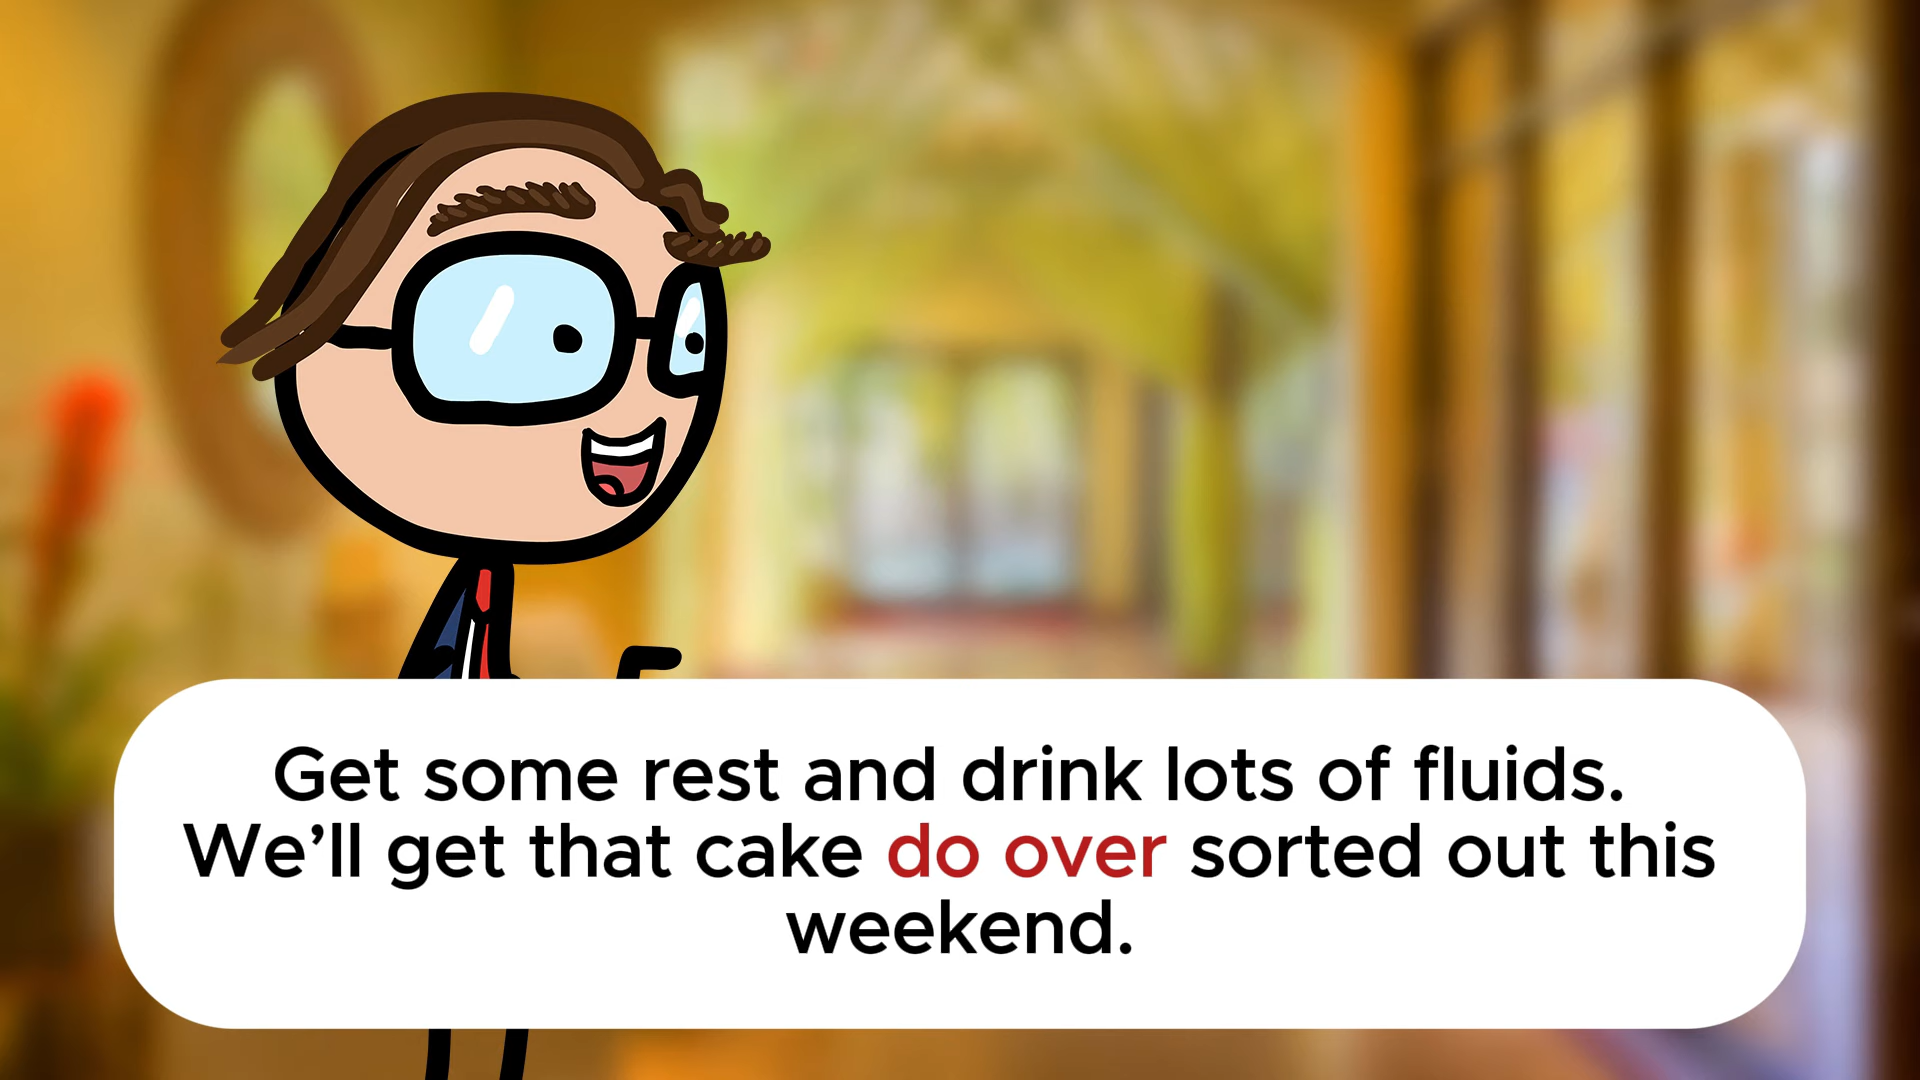 Get some rest and drink lots of fluids.
We’ll get that cake do over sorted out this
weekend.